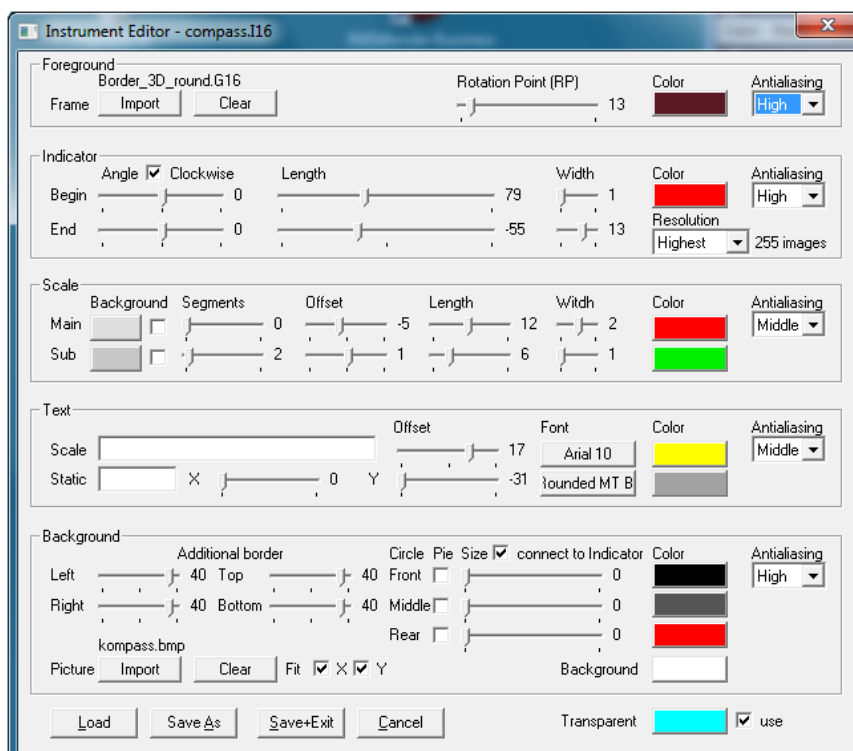 Instrument Editor - compass.I16
Foreground
Border_3D_round.G16
Rotation Point (RP) Color Antialiasing
Frame Import Clear 13 High
Indicator
Angle Clockwise Length Width Color Antialiasing
Begin 0 79 1 High
Resolution
End 0 -55 13 Highest 255 images
Scale
Background Segments Offset Length Witdh Color Antialiasing
Main 0 -5 12 2 Middle
Sub 2 1 6 1
Text
Offset Font Color Antialiasing
Scale 17 Arial 10 Middle
Static X 0 Y -31 Rounded MT B
Background
Additional border Circle Pie Size connect to Indicator Color Antialiasing
Left 40 Top 40 Front 0 High
Right 40 Bottom 40 Middle 0
Rear 0
kompass.bmp
Picture Import Clear Fit X Y Background
Load Save As Save+Exit Cancel Transparent use